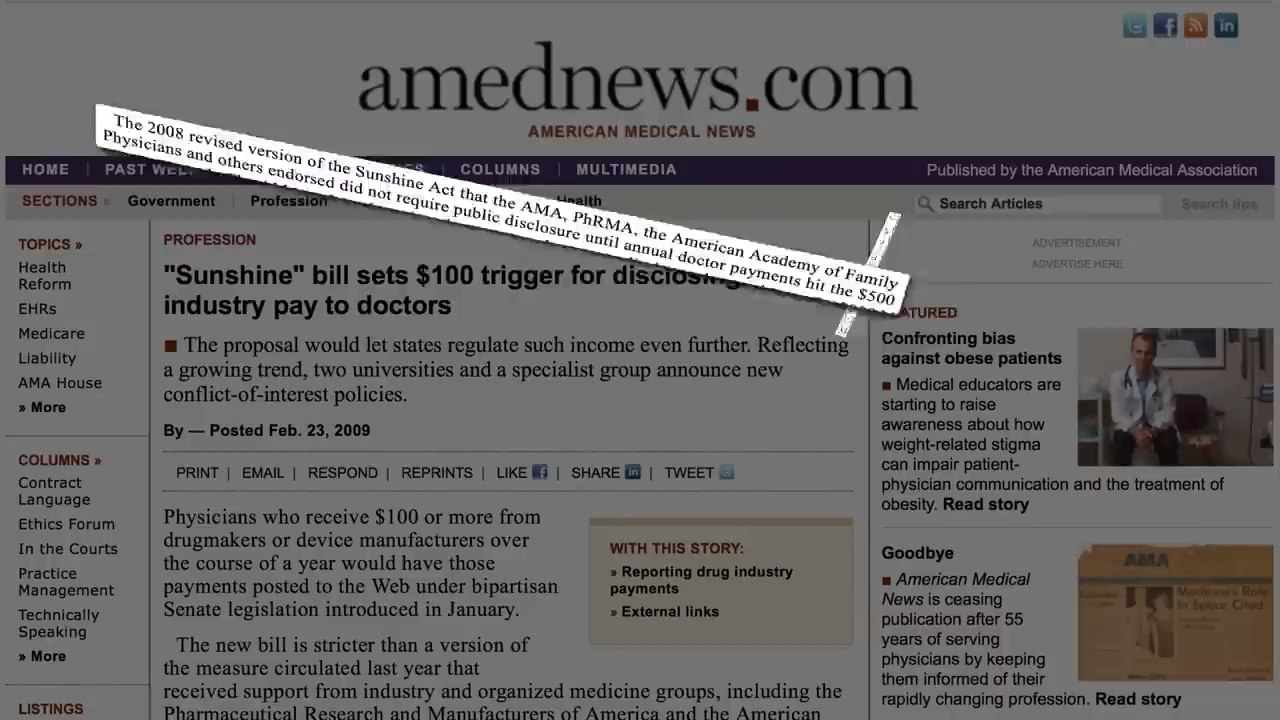 amednews.com
AMERICAN MEDICAL NEWS
The 2008 revised version of the Sunshine Act that the AMA, PhRMA, the American Academy of Family
Physicians and others endorsed did not require public disclosure until annual doctor payments hit the $500
HOME | PAST COLUMNS | MULTIMEDIA
Published by the American Medical Association
SECTIONS » Government Profession
Search Articles Search tips
TOPICS »
Health
Reform
EHRs
Medicare
Liability
AMA House
» More
COLUMNS »
Contract
Language
Ethics Forum
In the Courts
Practice
Management
Technically
Speaking
» More
LISTINGS
PROFESSION
"Sunshine" bill sets $100 trigger for
industry pay to doctors
■ The proposal would let states regulate such income even further. Reflecting
a growing trend, two universities and a specialist group announce new
conflict-of-interest policies.
By — Posted Feb. 23, 2009
PRINT | EMAIL | RESPOND | REPRINTS | LIKE | SHARE in | TWEET
Physicians who receive $100 or more from
drugmakers or device manufacturers over
the course of a year would have those
payments posted to the Web under bipartisan
Senate legislation introduced in January.
The new bill is stricter than a version of
the measure circulated last year that
received support from industry and organized medicine groups, including the
Pharmaceutical Research and Manufacturers of America and the American
WITH THIS STORY:
» Reporting drug industry
payments
» External links
ADVERTISEMENT
ADVERTISE HERE
Confronting bias
against obese patients
■ Medical educators are
starting to raise
awareness about how
weight-related stigma
can impair patient-
physician communication and the treatment of
obesity. Read story
Goodbye
■ American Medical
News is ceasing
publication after 55
years of serving
physicians by keeping
them informed of their
rapidly changing profession. Read story
AMA
Medicine's Role
In Space Cited